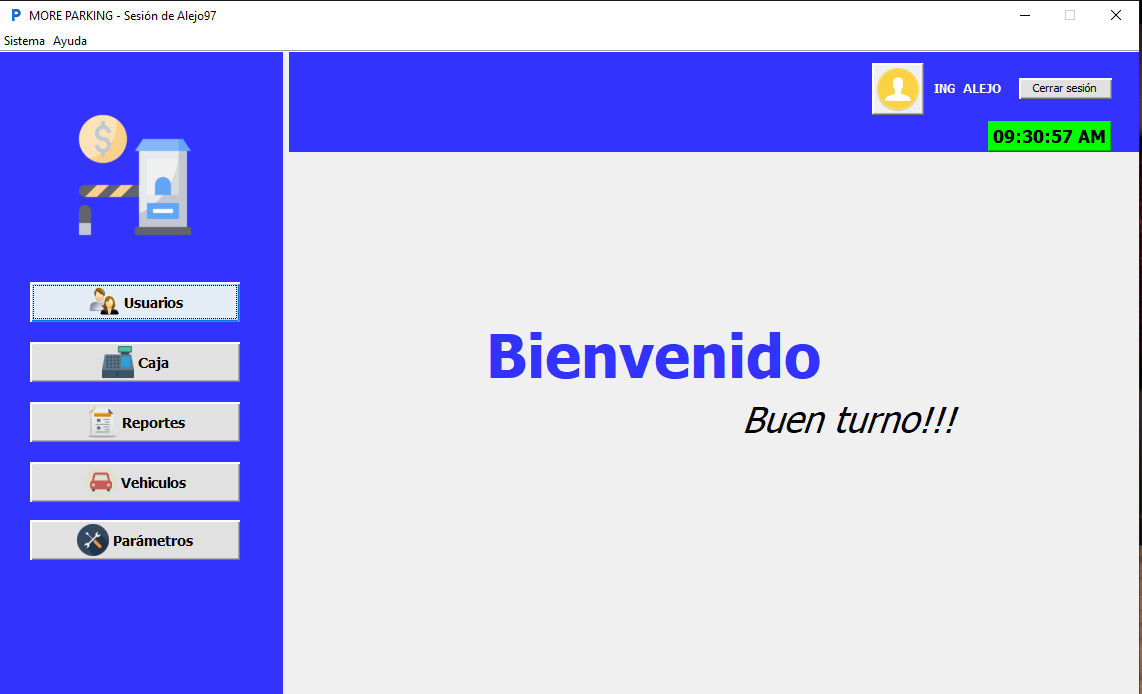 P MORE PARKING - Sesión de Alejo97
Sistema Ayuda
ING ALEJO
Cerrar sesión
09:30:57 AM
$
Usuarios
Caja
Reportes
Vehiculos
Parámetros
Bienvenido
Buen turno!!!